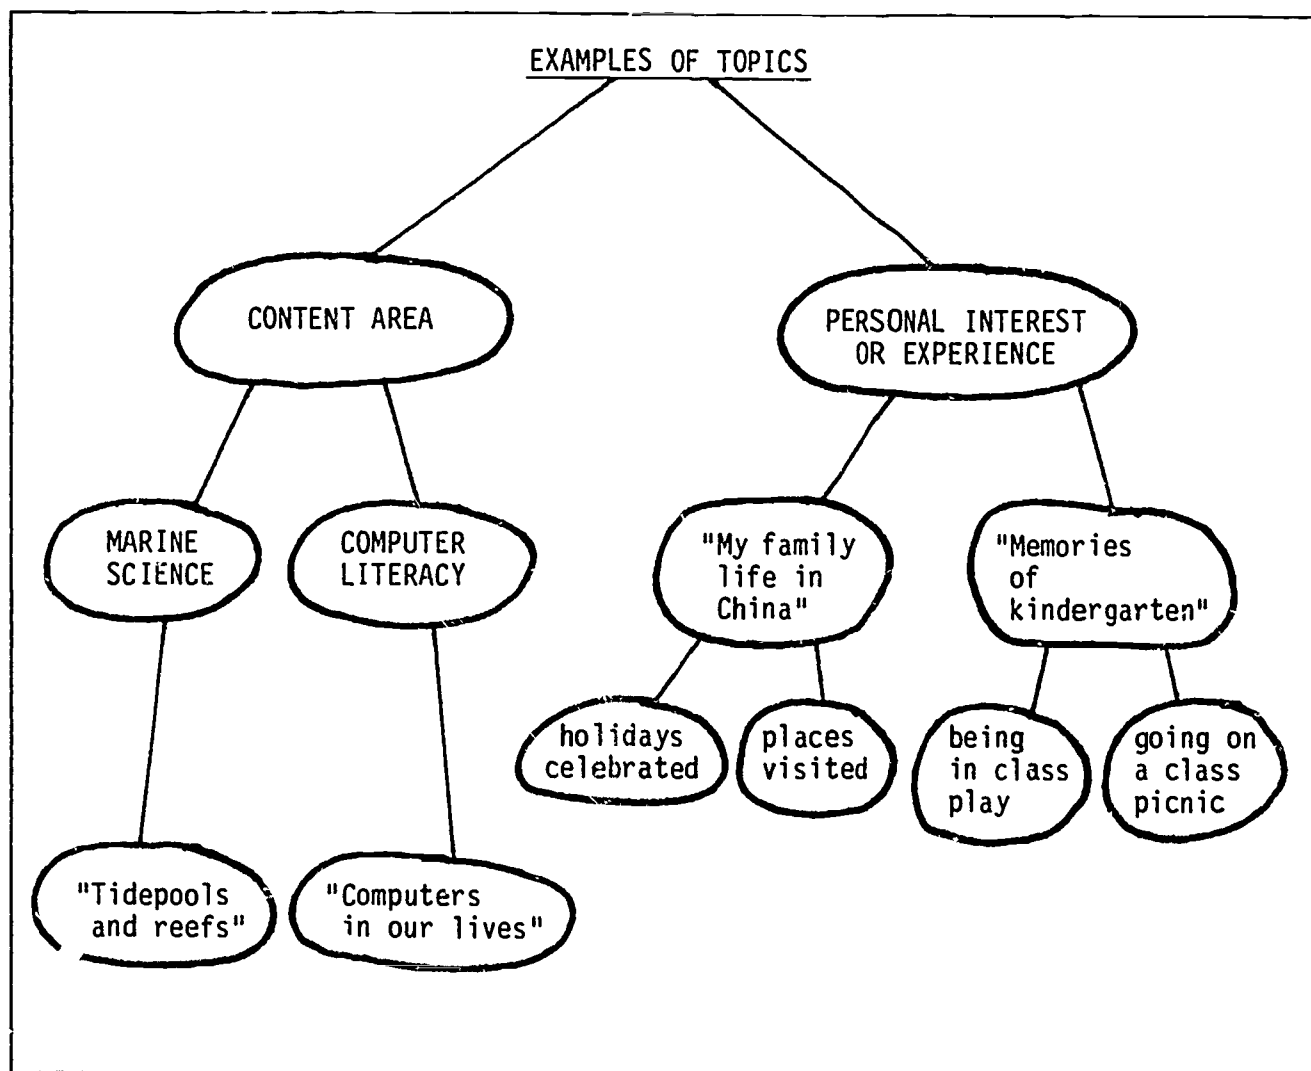 EXAMPLES OF TOPICS
CONTENT AREA
PERSONAL INTEREST
OR EXPERIENCE
MARINE
SCIENCE
COMPUTER
LITERACY
"My family
life in
China"
"Memories
of
kindergarten"
holidays
celebrated
places
visited
being
in class
play
going on
a class
picnic
"Tidepools
and reefs"
"Computers
in our lives"